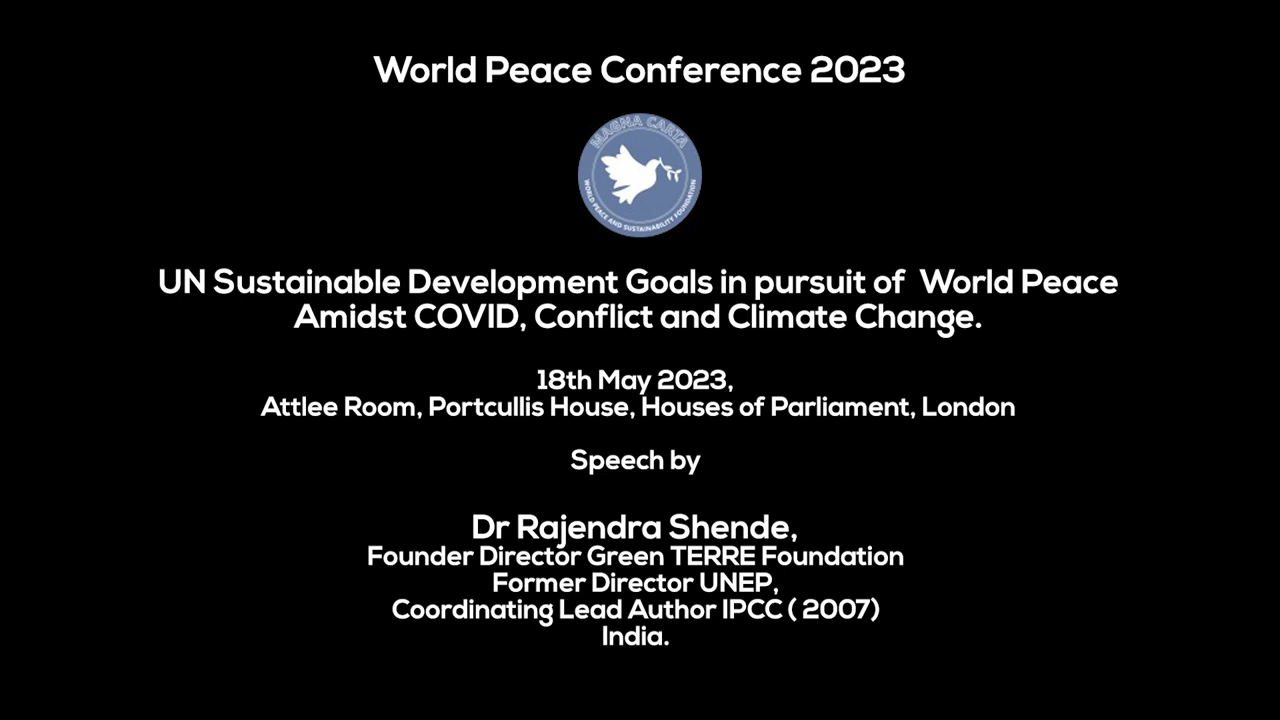 World Peace Conference 2023
MAGNA CARTA
WORLD PEACE AND SUSTAINABILITY FOUNDATION
UN Sustainable Development Goals in pursuit of  World Peace
Amidst COVID, Conflict and Climate Change.
18th May 2023,
Attlee Room, Portcullis House, Houses of Parliament, London
Speech by
Dr Rajendra Shende,
Founder Director Green TERRE Foundation
Former Director UNEP,
Coordinating Lead Author IPCC ( 2007)
India.